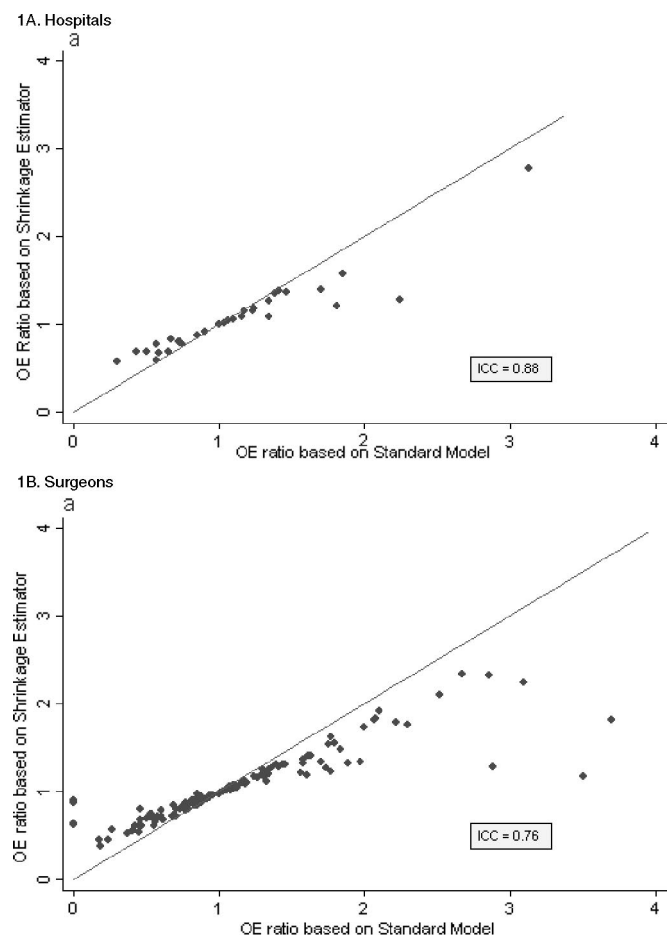 1A. Hospitals
a
OE Ratio based on Shrinkage Estimator
4
3
2
1
0
ICC = 0.88
0 1 2 3 4
OE ratio based on Standard Model
1B. Surgeons
a
OE Ratio based on Shrinkage Estimator
4
3
2
1
0
ICC = 0.76
0 1 2 3 4
OE ratio based on Standard Model